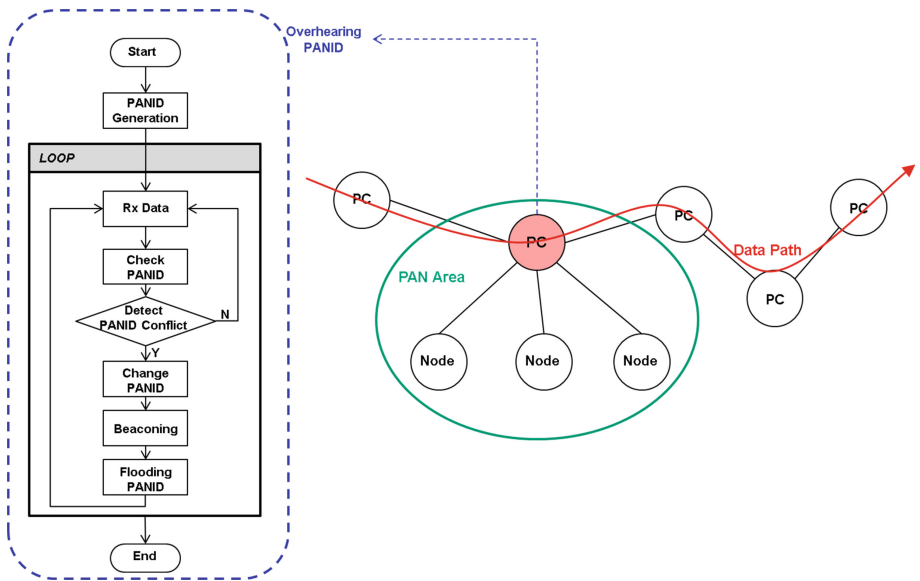 Start
PANID
Generation
LOOP
Rx Data
Check
PANID
Detect
PANID Conflict
N
Y
Change
PANID
Beaconing
Flooding
PANID
End
Overhearing
PANID
PC
PC
PC
PC
PC
Data Path
PAN Area
Node
Node
Node